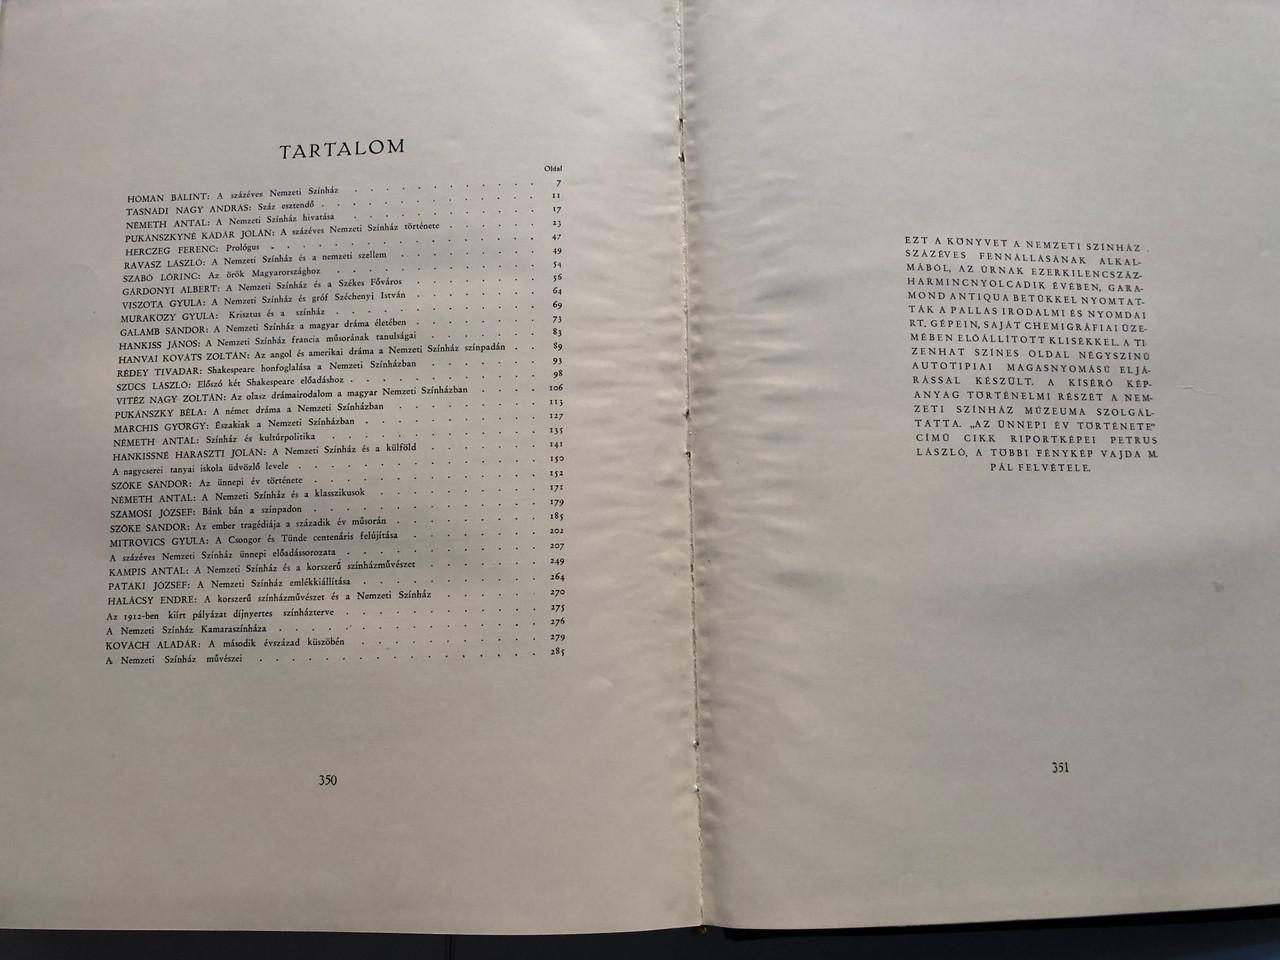 TARTALOM
Oldal
HÓMAN BÁLINT: A százéves Nemzeti Színház . . . . . . . . . . . 7
TASNÁDI NAGY ANDRÁS: Száz esztendő . . . . . . . . . . . 11
NÉMETH ANTAL: A Nemzeti Színház hivatása . . . . . . . . . . . 17
PUKÁNSZKYNÉ KÁDÁR JOLÁN: A százéves Nemzeti Színház története . . . . . 23
HERCZEG FERENC: Prológus . . . . . . . . . . . 47
RAVASZ LÁSZLÓ: A Nemzeti Színház és a nemzeti szellem . . . . . . . . 49
SZABÓ LŐRINC: Az örök Magyarországhoz . . . . . . . . . . . 54
GÁRDONYI ALBERT: A Nemzeti Színház és a Székes Főváros . . . . . . . . 56
VISZOTA GYULA: A Nemzeti Színház és gróf Széchenyi István . . . . . . . 64
MURAKÖZY GYULA: Krisztus és a színház . . . . . . . . . . . 69
GALAMB SÁNDOR: A Nemzeti Színház a magyar dráma életében . . . . . . . 73
HANKISS JÁNOS: A Nemzeti Színház francia műsorának tanulságai . . . . . . 83
HANVAI KOVÁTS ZOLTÁN: Az angol és amerikai dráma a Nemzeti Színház színpadán . . 89
RÉDEY TIVADAR: Shakespeare honfoglalása a Nemzeti Színházban . . . . . . 93
SZÜCS LÁSZLÓ: Előszó két Shakespeare előadáshoz . . . . . . . . . 98
VITÉZ NAGY ZOLTÁN: Az olasz drámairodalom a magyar Nemzeti Színházban . . . . 106
PUKÁNSZKY BÉLA: A német dráma a Nemzeti Színházban . . . . . . . . 113
MARCHIS GYÖRGY: Északiak a Nemzeti Színházban . . . . . . . . . 127
NÉMETH ANTAL: Színház és kultúrpolitika . . . . . . . . . . . 135
HANKISSNÉ HARASZTI JOLÁN: A Nemzeti Színház és a külföld . . . . . . . 141
A nagycserei tanyai iskola üdvözlő levele . . . . . . . . . . . 150
SZŐKE SÁNDOR: Az ünnepi év története . . . . . . . . . . . 152
NÉMETH ANTAL: A Nemzeti Színház és a klasszikusok . . . . . . . . 171
SZAMOSI JÓZSEF: Bánk bán a színpadon . . . . . . . . . . . 179
SZŐKE SÁNDOR: Az ember tragédiája a századik év műsorán . . . . . . . 185
MITROVICS GYULA: A Csongor és Tünde centenáris felújítása . . . . . . . 202
A százéves Nemzeti Színház ünnepi előadássorozata . . . . . . . . . 207
KAMPIS ANTAL: A Nemzeti Színház és a korszerű színházművészet . . . . . . 249
PATAKI JÓZSEF: A Nemzeti Színház emlékkiállítása . . . . . . . . . 264
HALÁCSY ENDRE: A korszerű színházművészet és a Nemzeti Színház . . . . . 270
Az 1912-ben kiírt pályázat díjnyertes színházterve . . . . . . . . . 275
A Nemzeti Színház Kamaraszínháza . . . . . . . . . . . 276
KOVÁCH ALADÁR: A második évszázad küszöbén . . . . . . . . . . 279
A Nemzeti Színház művészei . . . . . . . . . . . 285
350
EZT A KÖNYVET A NEMZETI SZINHÁZ
SZÁZÉVES FENNÁLLÁSÁNAK ALKAL-
MÁBÓL, AZ ÚRNAK EZERKILENCSZÁZ-
HARMINCNYOLCADIK ÉVÉBEN, GARA-
MOND ANTIQUA BETŰKKEL NYOMTAT-
TÁK A PALLAS IRODALMI ÉS NYOMDAI
RT. GÉPEIN, SAJÁT CHEMIGRÁFIAI ÜZE-
MÉBEN ELŐÁLLÍTOTT KLISÉKKEL. A TI-
ZENHAT SZINES OLDAL NÉGYSZINŰ
AUTOTIPIAI MAGASNYOMÁSÚ ELJÁ-
RÁSSAL KÉSZÜLT. A KÍSÉRŐ KÉP-
ANYAG TÖRTÉNELMI RÉSZÉT A NEM-
ZETI SZINHÁZ MÚZEUMA SZOLGÁL-
TATTA. „AZ ÜNNEPI ÉV TÖRTÉNETE"
CIMŰ CIKK RIPORTKÉPEI PETRUS
LÁSZLÓ, A TÖBBI FÉNYKÉP VAJDA M.
PÁL FELVÉTELE.
351